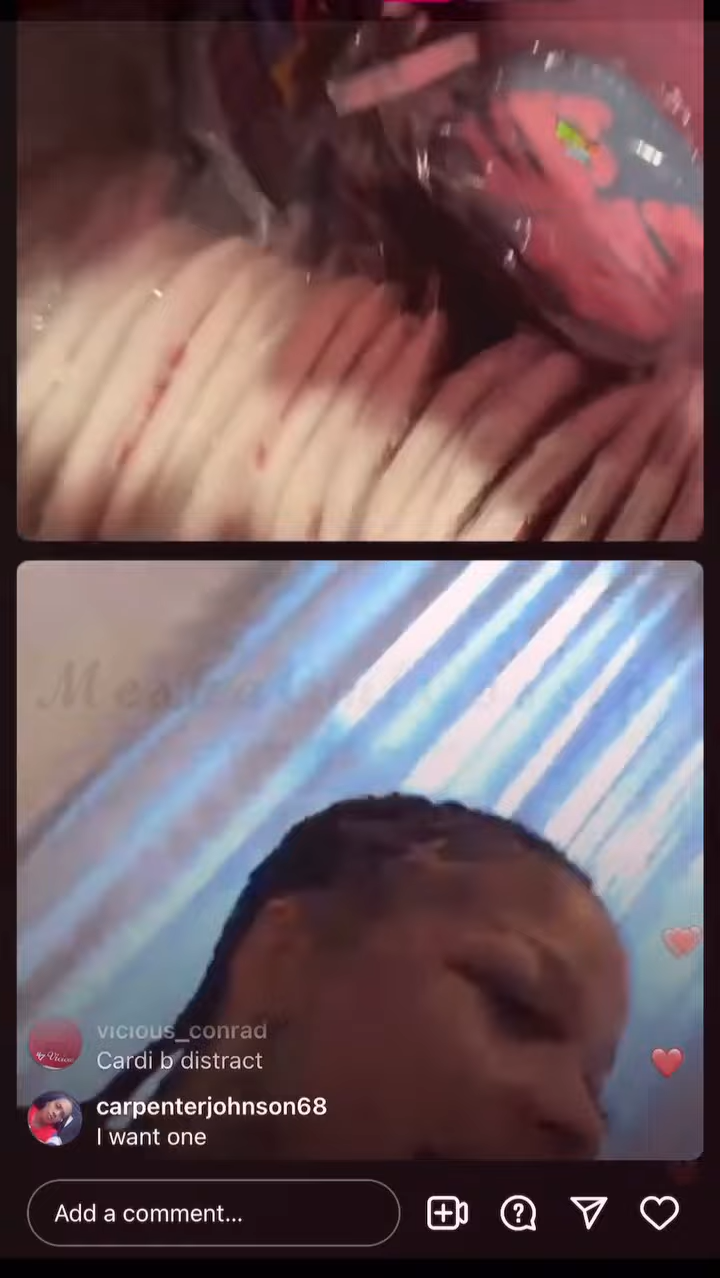 vicious_conrad
Cardi b distract
carpenterjohnson68
I want one
Add a comment...